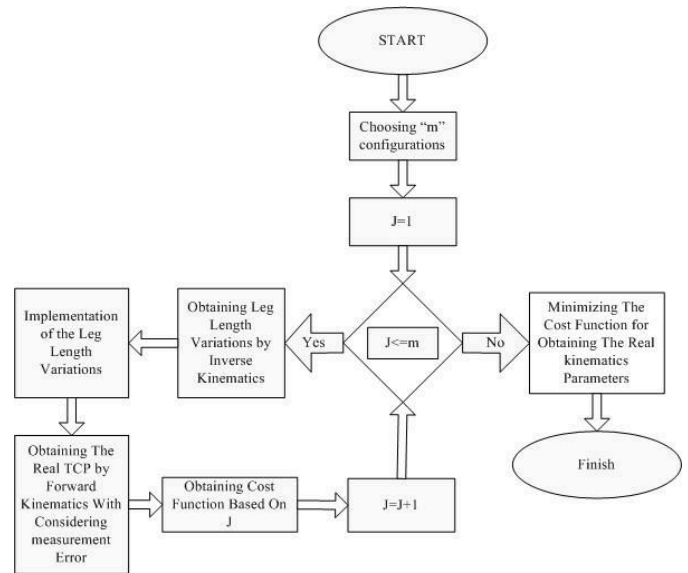 START
Choosing “m”
configurations
J=1
J<=m
Yes
No
Obtaining Leg
Length
Variations by
Inverse
Kinematics
Implementation
of the Leg
Length
Variations
Obtaining The
Real TCP by
Forward
Kinematics With
Considering
measurement
Error
Obtaining Cost
Function Based On
J
J=J+1
Minimizing The
Cost Function for
Obtaining The Real
kinematics
Parameters
Finish